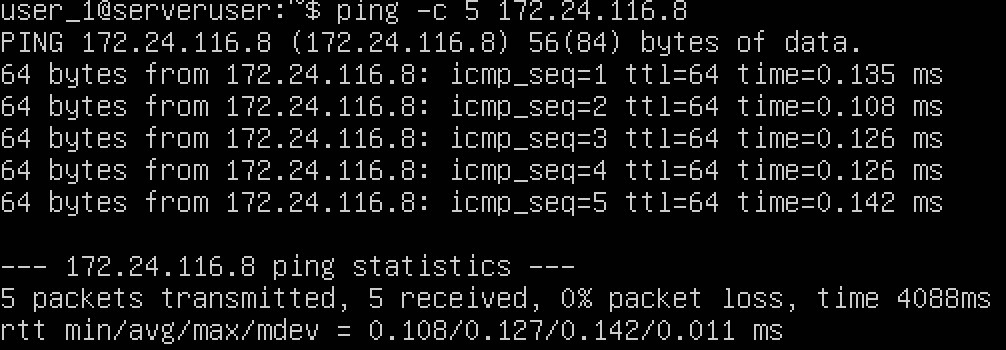 user_1@serveruser:~$ ping -c 5 172.24.116.8
PING 172.24.116.8 (172.24.116.8) 56(84) bytes of data.
64 bytes from 172.24.116.8: icmp_seq=1 ttl=64 time=0.135 ms
64 bytes from 172.24.116.8: icmp_seq=2 ttl=64 time=0.108 ms
64 bytes from 172.24.116.8: icmp_seq=3 ttl=64 time=0.126 ms
64 bytes from 172.24.116.8: icmp_seq=4 ttl=64 time=0.126 ms
64 bytes from 172.24.116.8: icmp_seq=5 ttl=64 time=0.142 ms
--- 172.24.116.8 ping statistics ---
5 packets transmitted, 5 received, 0% packet loss, time 4088ms
rtt min/avg/max/mdev = 0.108/0.127/0.142/0.011 ms